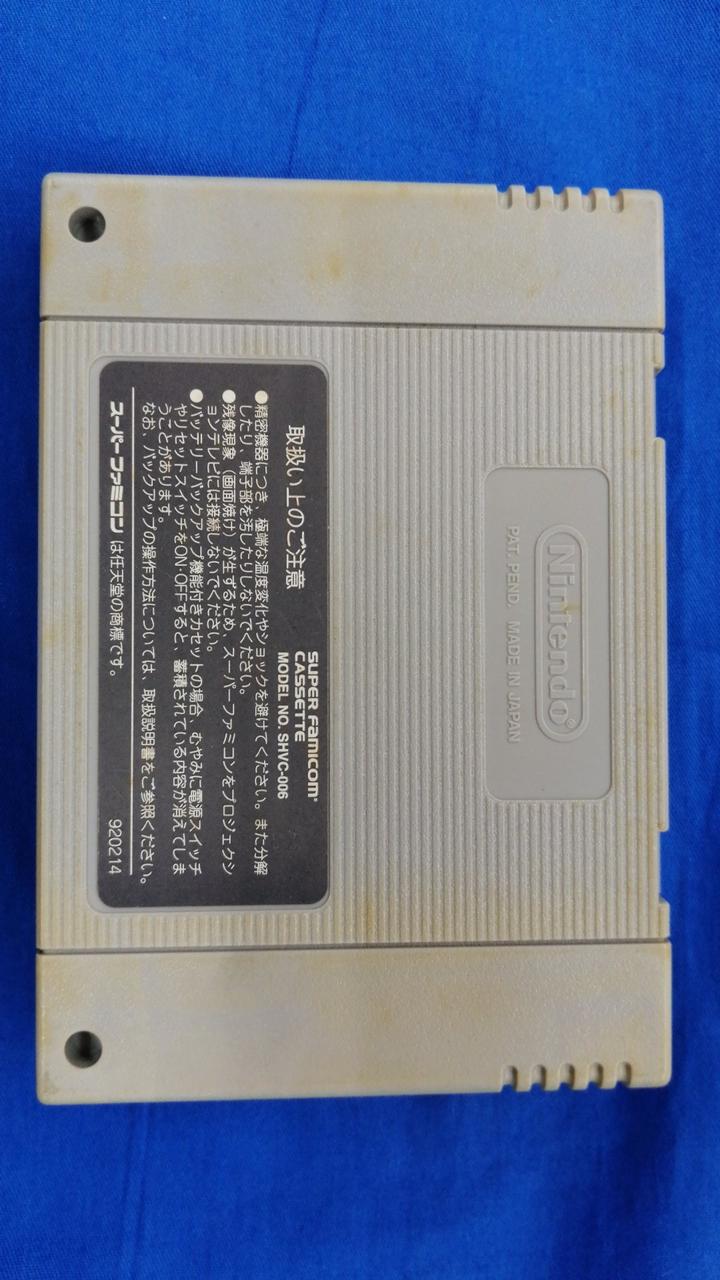 Nintendo®
PAT. PEND. MADE IN JAPAN
SUPER FAMICOM®
CASSETTE
MODEL NO. SHVC-006
取扱い上のご注意
●精密機器につき、極端な温度変化やショックを避けてください。また分解
したり、端子部を汚したりしないでください。
●残像現象（画面焼け）が生ずるため、スーパーファミコンをプロジェクシ
ョンテレビには接続しないでください。
●バッテリーバックアップ機能付きカセットの場合、むやみに電源スイッチ
やリセットスイッチをON・OFFすると、蓄積されている内容が消えてしま
うことがあります。
なお、バックアップの操作方法については、取扱説明書をご参照ください。
スーパーファミコンは任天堂の商標です。
920214